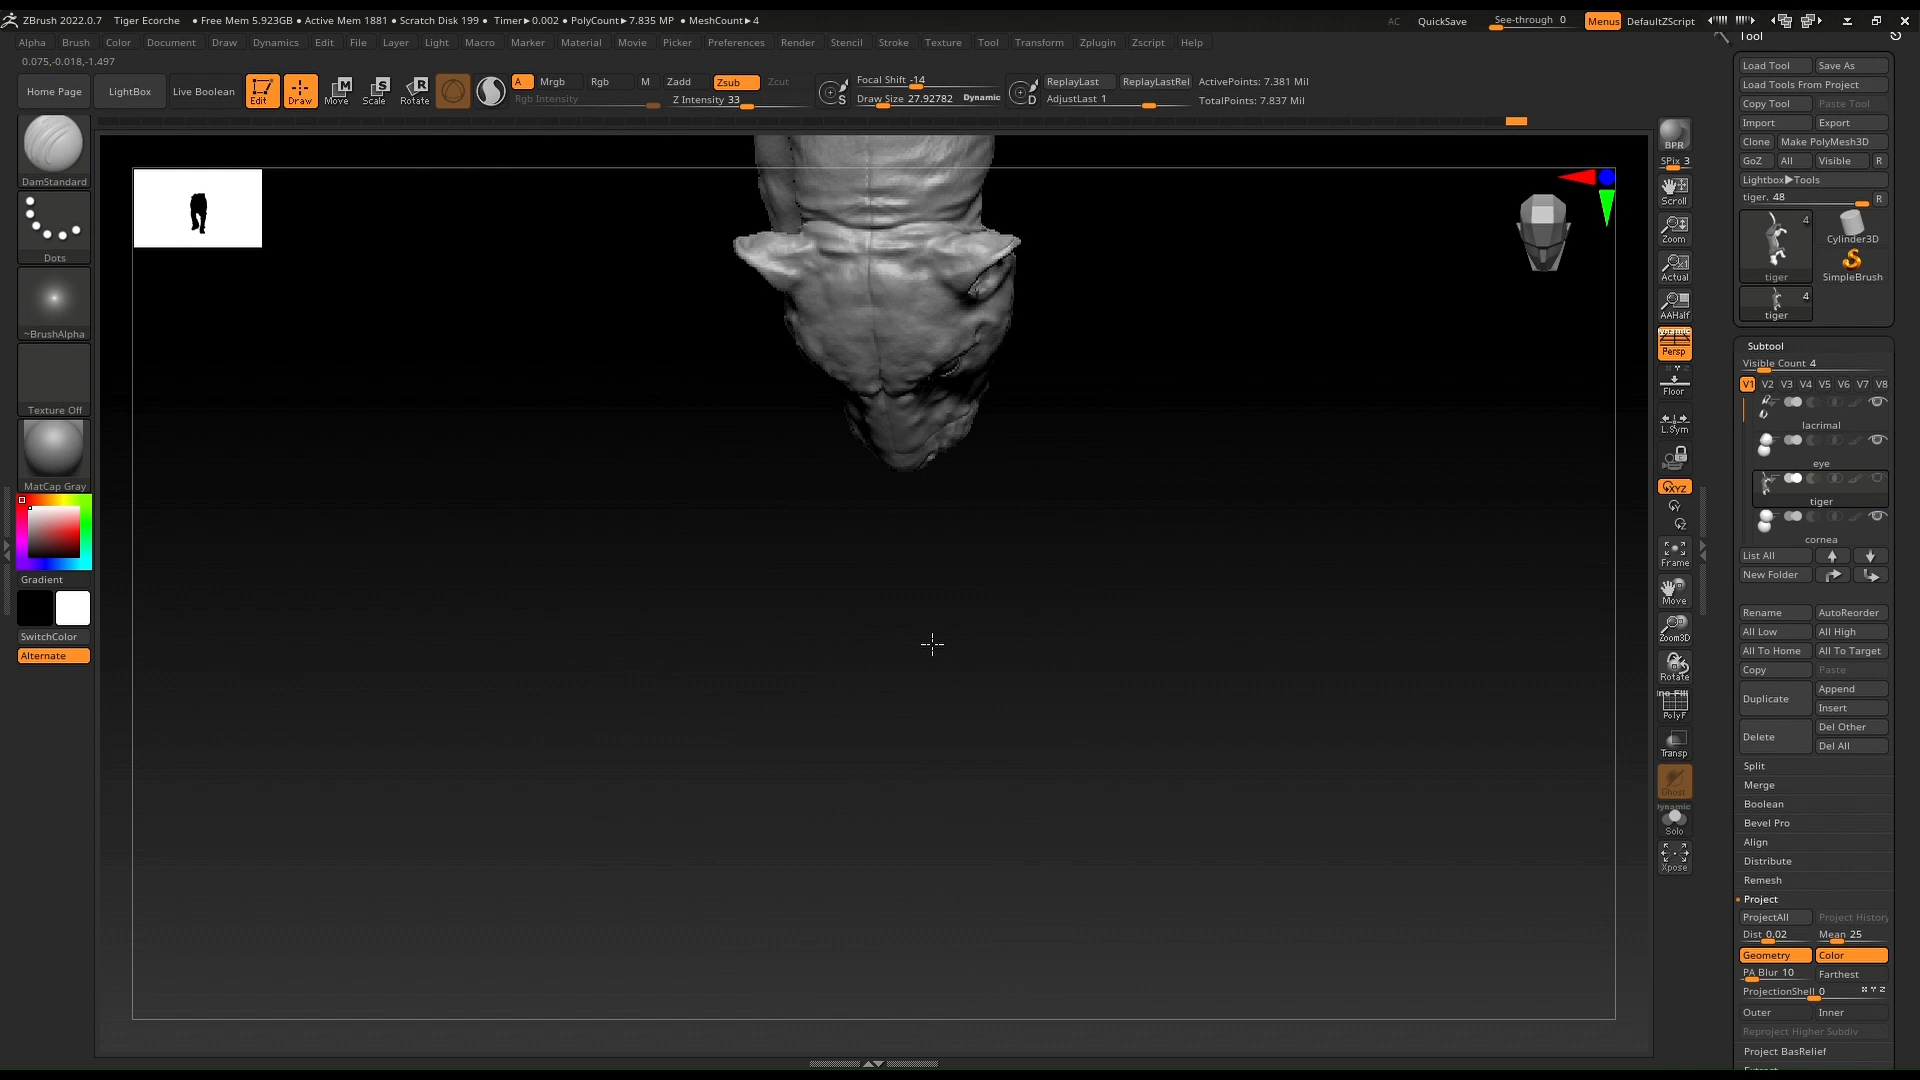 ZBrush 2022.0.7 Tiger Ecorche • Free Mem 5.923GB • Active Mem 1881 • Scratch Disk 199 • Timer▶0.002 • PolyCount▶7.835 MP • MeshCount▶4 AC QuickSave See-through 0 Menus DefaultZScript
Alpha Brush Color Document Draw Dynamics Edit File Layer Light Macro Marker Material Movie Picker Preferences Render Stencil Stroke Texture Tool Transform Zplugin Zscript Help
0.075,-0.018,-1.497
Home Page LightBox Live Boolean Edit Draw Move Scale Rotate
A Mrgb Rgb M Zadd Zsub Zcut
Rgb Intensity Z Intensity 33
S Focal Shift -14
Draw Size 27.92782 Dynamic
D ReplayLast ReplayLastRel ActivePoints: 7.381 Mil
AdjustLast 1 TotalPoints: 7.837 Mil
DamStandard
Dots
~BrushAlpha
Texture Off
MatCap Gray
Gradient
SwitchColor
Alternate
BPR
SPix 3
Scroll
Zoom
Actual
AAHalf
Persp
Floor
L.Sym
XYZ
Y
Z
Frame
Move
Zoom3D
Rotate
PolyF
Transp
Ghost
Dynamic
Solo
Xpose
Tool
Load Tool Save As
Load Tools From Project
Copy Tool Paste Tool
Import Export
Clone Make PolyMesh3D
GoZ All Visible R
Lightbox▶Tools
tiger. 48 R
4
tiger
Cylinder3D
SimpleBrush
4
tiger
Subtool
Visible Count 4
V1 V2 V3 V4 V5 V6 V7 V8
lacrimal
eye
tiger
cornea
List All
New Folder
Rename AutoReorder
All Low All High
All To Home All To Target
Copy Paste
Duplicate Append
Insert
Delete Del Other
Del All
Split
Merge
Boolean
Bevel Pro
Align
Distribute
Remesh
Project
ProjectAll Project History
Dist 0.02 Mean 25
Geometry Color
PA Blur 10 Farthest
ProjectionShell 0 X Y Z
Outer Inner
Reproject Higher Subdiv
Project BasRelief